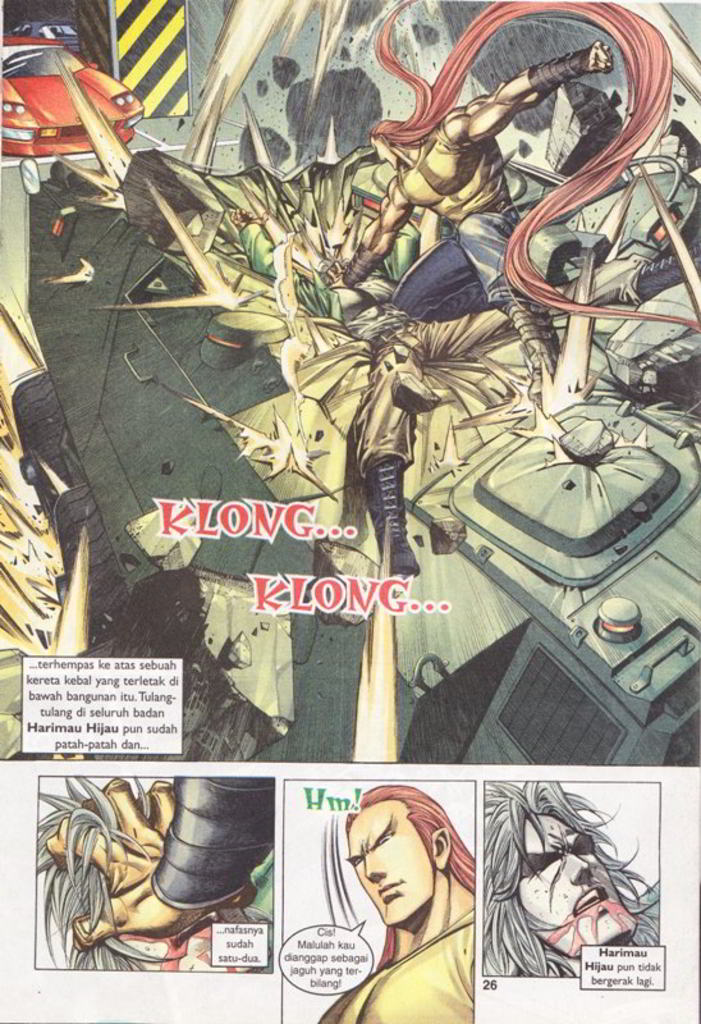 KLONG...
KLONG...
...terhempas ke atas sebuah
kereta kebal yang terletak di
bawah bangunan itu. Tulang-
tulang di seluruh badan
Harimau Hijau pun sudah
patah-patah dan...
...nafasnya
sudah
satu-dua.
Hm!
Cis!
Malulah kau
dianggap sebagai
jaguh yang ter-
bilang!
Harimau
Hijau pun tidak
bergerak lagi.
26